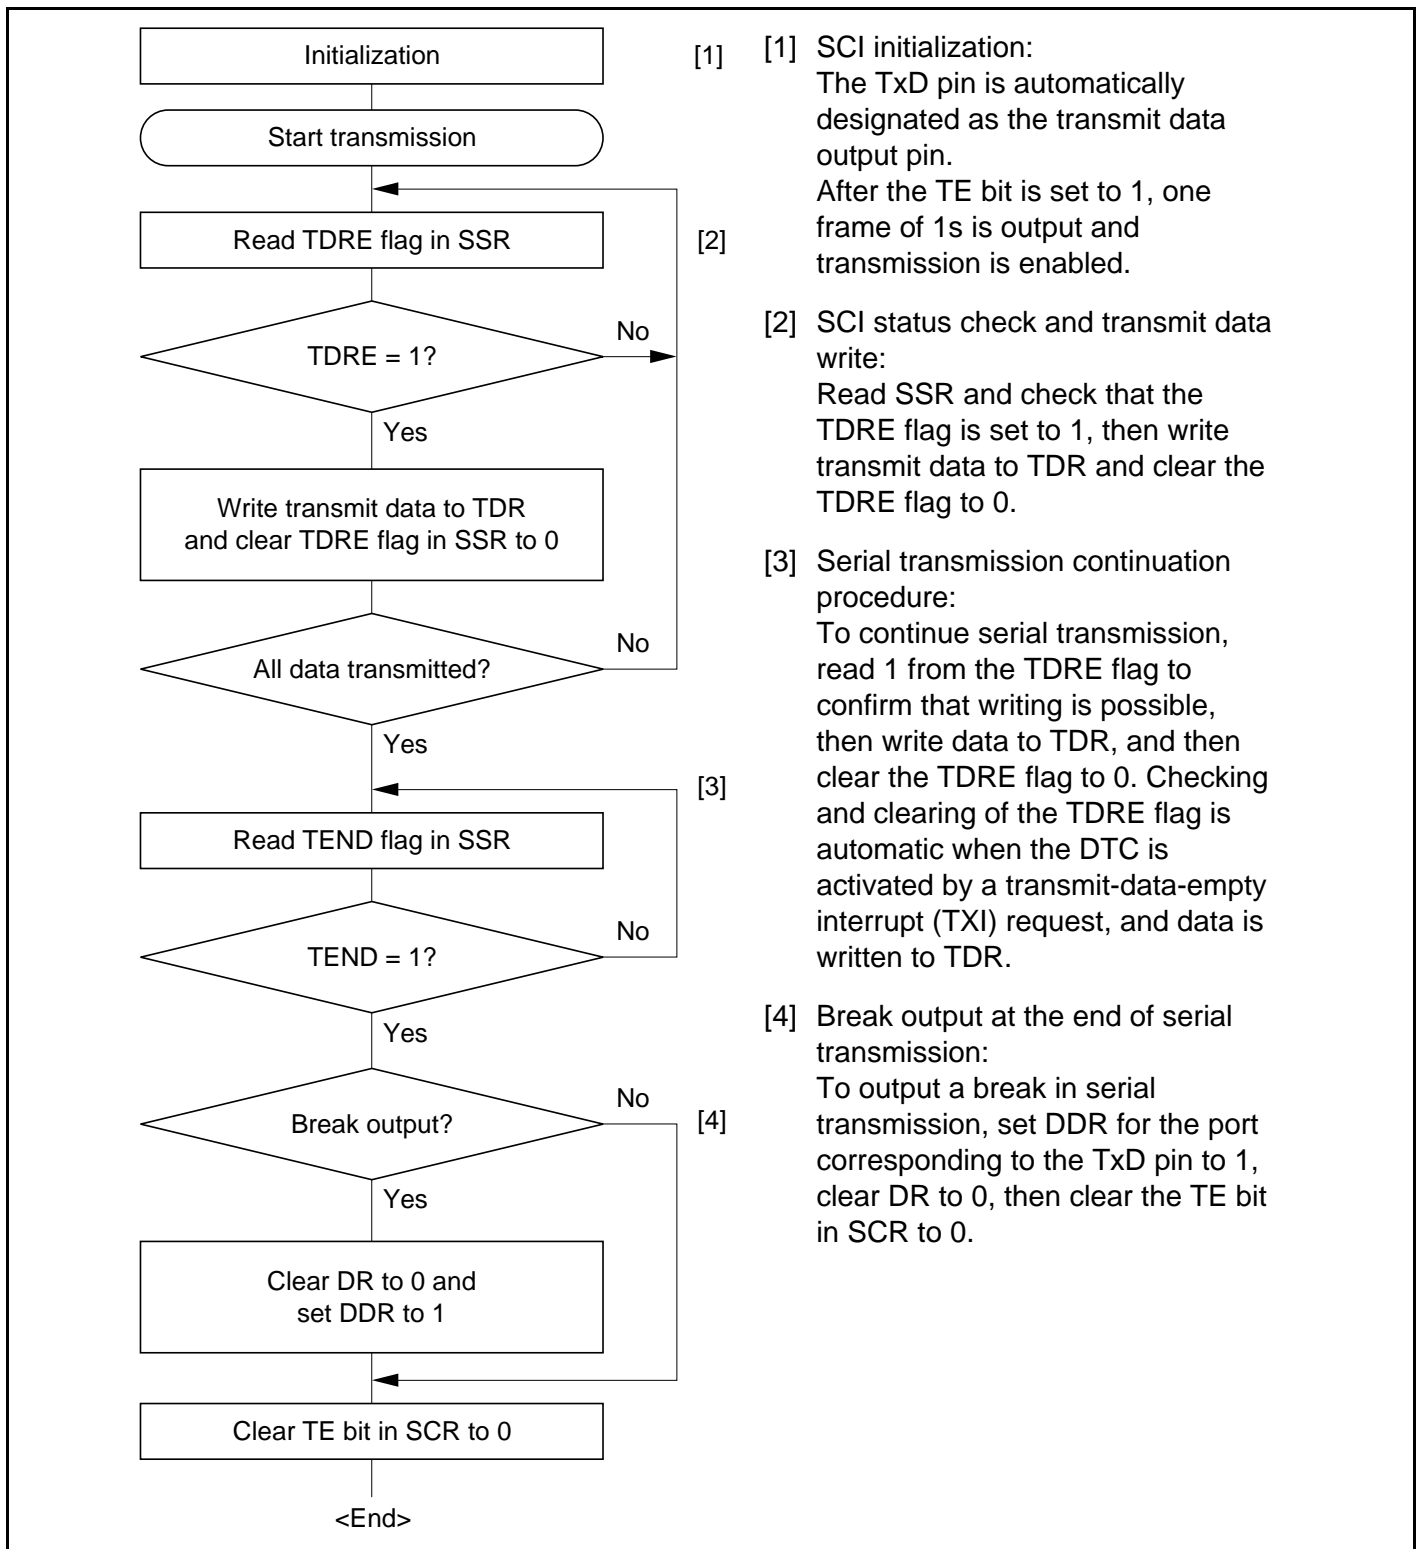 Initialization
[1]
Start transmission
Read TDRE flag in SSR
[2]
TDRE = 1?
No
Yes
Write transmit data to TDR
and clear TDRE flag in SSR to 0
All data transmitted?
No
Yes
[3]
Read TEND flag in SSR
TEND = 1?
No
Yes
Break output?
No
[4]
Yes
Clear DR to 0 and
set DDR to 1
Clear TE bit in SCR to 0
<End>
[1] SCI initialization:
The TxD pin is automatically
designated as the transmit data
output pin.
After the TE bit is set to 1, one
frame of 1s is output and
transmission is enabled.
[2] SCI status check and transmit data
write:
Read SSR and check that the
TDRE flag is set to 1, then write
transmit data to TDR and clear the
TDRE flag to 0.
[3] Serial transmission continuation
procedure:
To continue serial transmission,
read 1 from the TDRE flag to
confirm that writing is possible,
then write data to TDR, and then
clear the TDRE flag to 0. Checking
and clearing of the TDRE flag is
automatic when the DTC is
activated by a transmit-data-empty
interrupt (TXI) request, and data is
written to TDR.
[4] Break output at the end of serial
transmission:
To output a break in serial
transmission, set DDR for the port
corresponding to the TxD pin to 1,
clear DR to 0, then clear the TE bit
in SCR to 0.